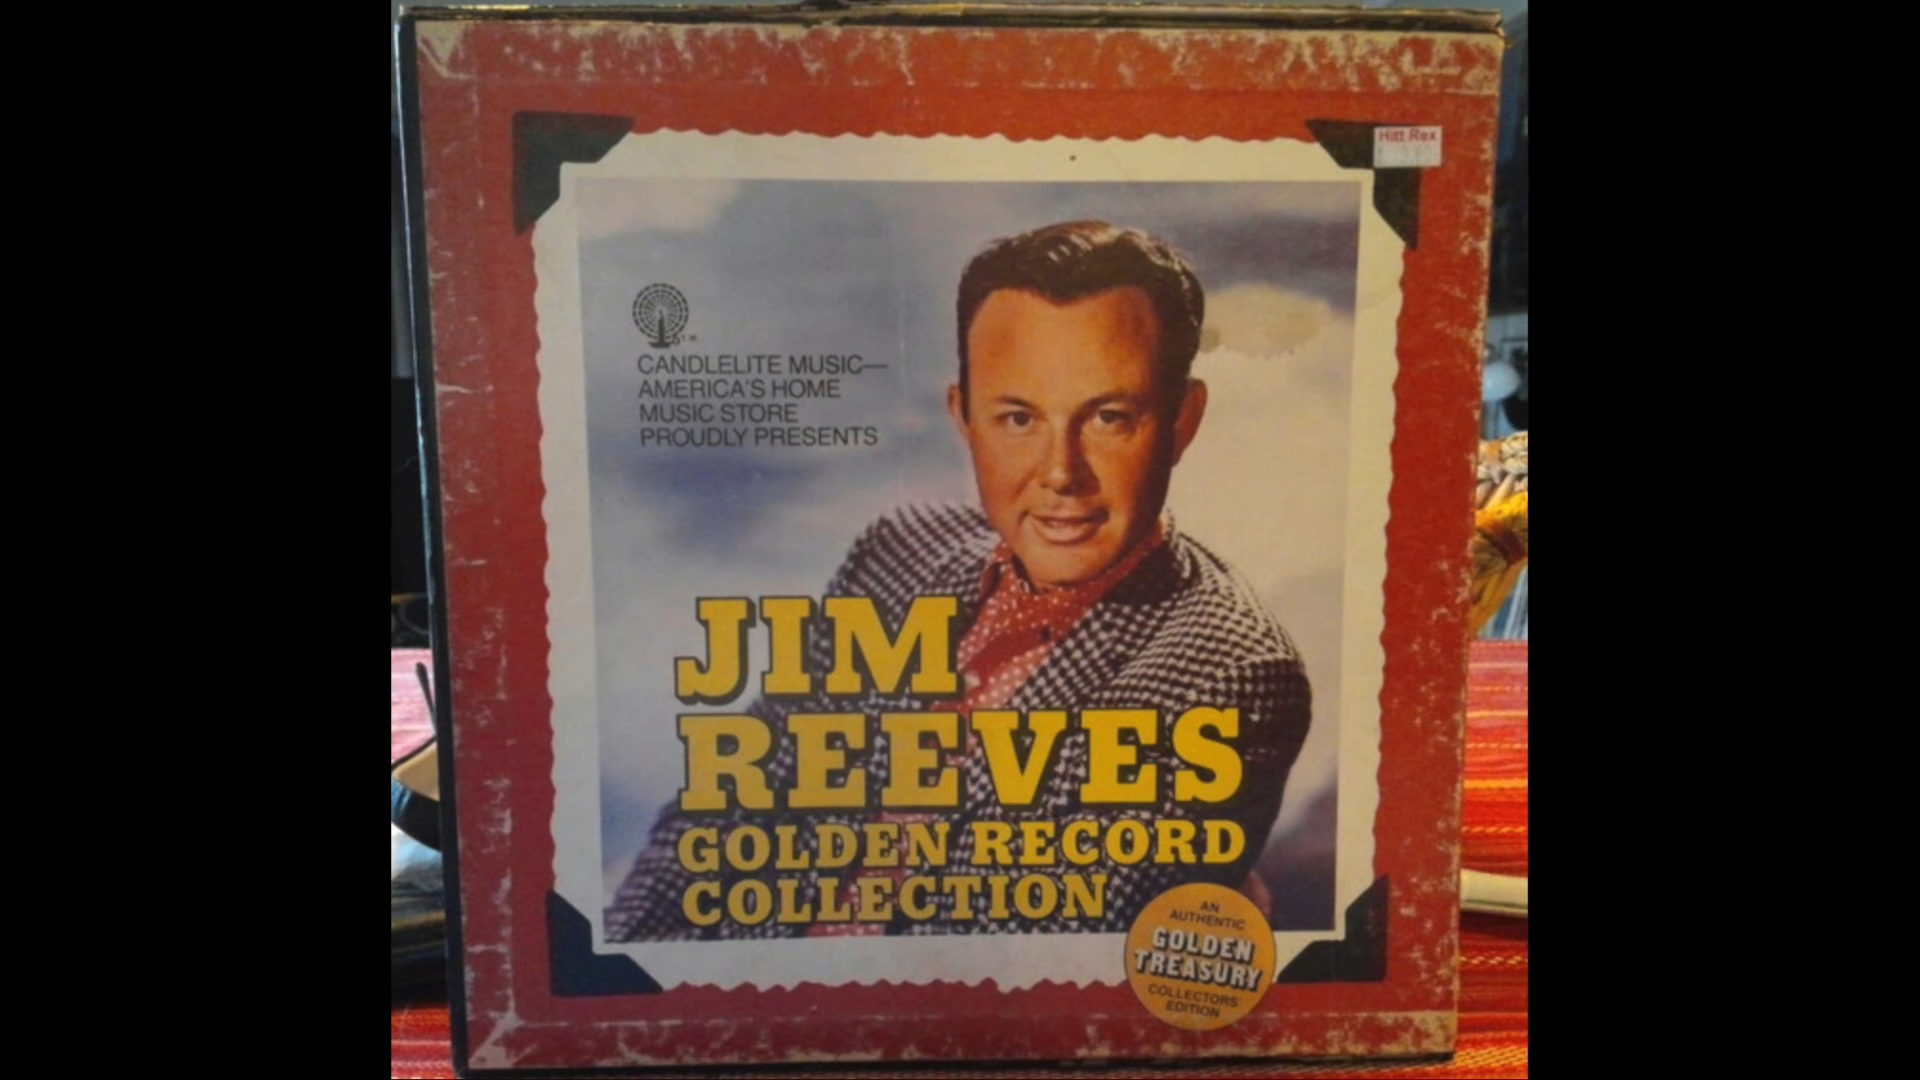 Hitt Rex
T.M.
CANDLELITE MUSIC—
AMERICA'S HOME
MUSIC STORE
PROUDLY PRESENTS
JIM
REEVES
GOLDEN RECORD
COLLECTION
AN
AUTHENTIC
GOLDEN
TREASURY
COLLECTORS'
EDITION